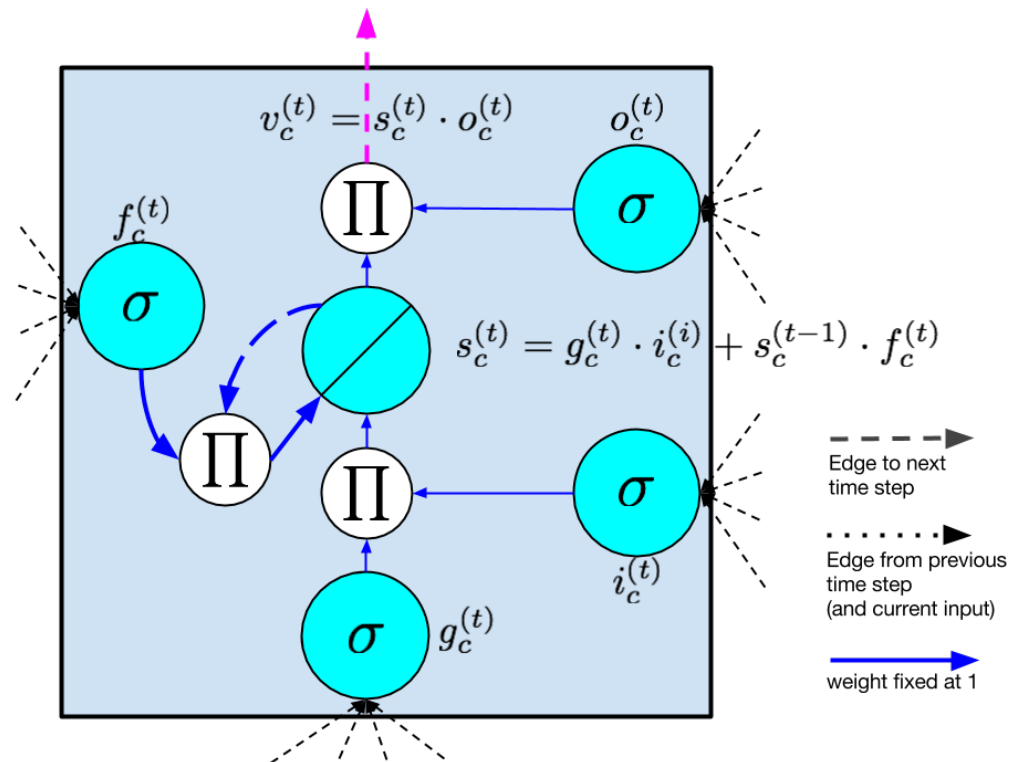 v_c^{(t)} = s_c^{(t)} · o_c^{(t)}
o_c^{(t)}
∏
σ
f_c^{(t)}
σ
s_c^{(t)} = g_c^{(t)} · i_c^{(i)} + s_c^{(t−1)} · f_c^{(t)}
∏
∏
σ
i_c^{(t)}
σ
g_c^{(t)}
Edge to next
time step
Edge from previous
time step
(and current input)
weight fixed at 1